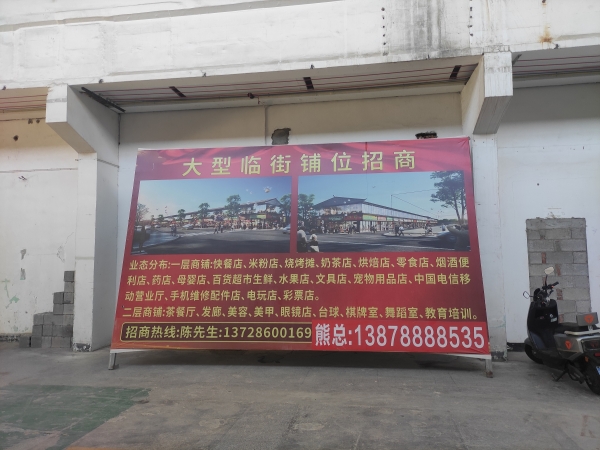 大型临街铺位招商
业态分布:一层商铺:快餐店、米粉店、烧烤摊、奶茶店、烘焙店、零食店、烟酒便
利店、药店、母婴店、百货超市生鲜、水果店、文具店、宠物用品店、中国电信移
动营业厅、手机维修配件店、电玩店、彩票店。
二层商铺:茶餐厅、发廊、美容、美甲、眼镜店、台球、棋牌室、舞蹈室、教育培训。
招商热线:陈先生:13728600169 熊总:13878888535